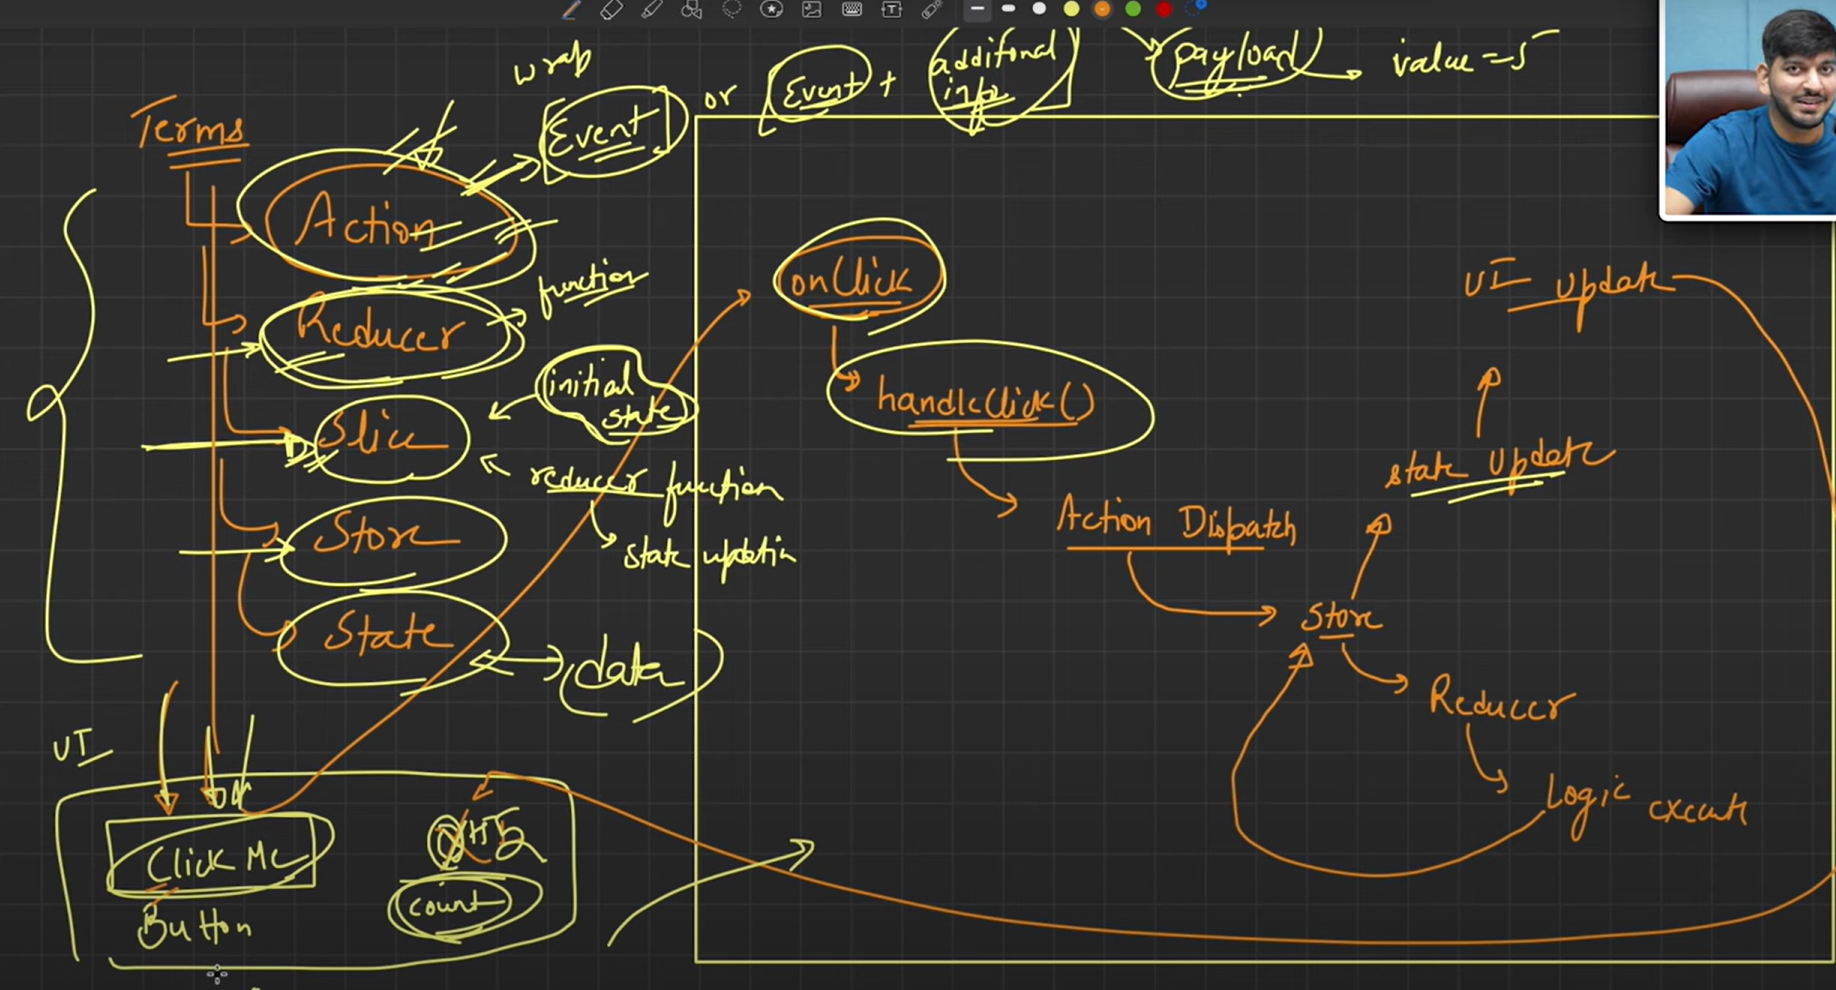 wrap
Event or Event + additional info payload value = 5
Terms
Action
Reducer
function
Slice
initial state
reducer function
state updatin
Store
State
data
UI
Click Me
Button
count
onClick
handleClick()
Action Dispatch
Store
Reducer
Logic execute
state update
UI update